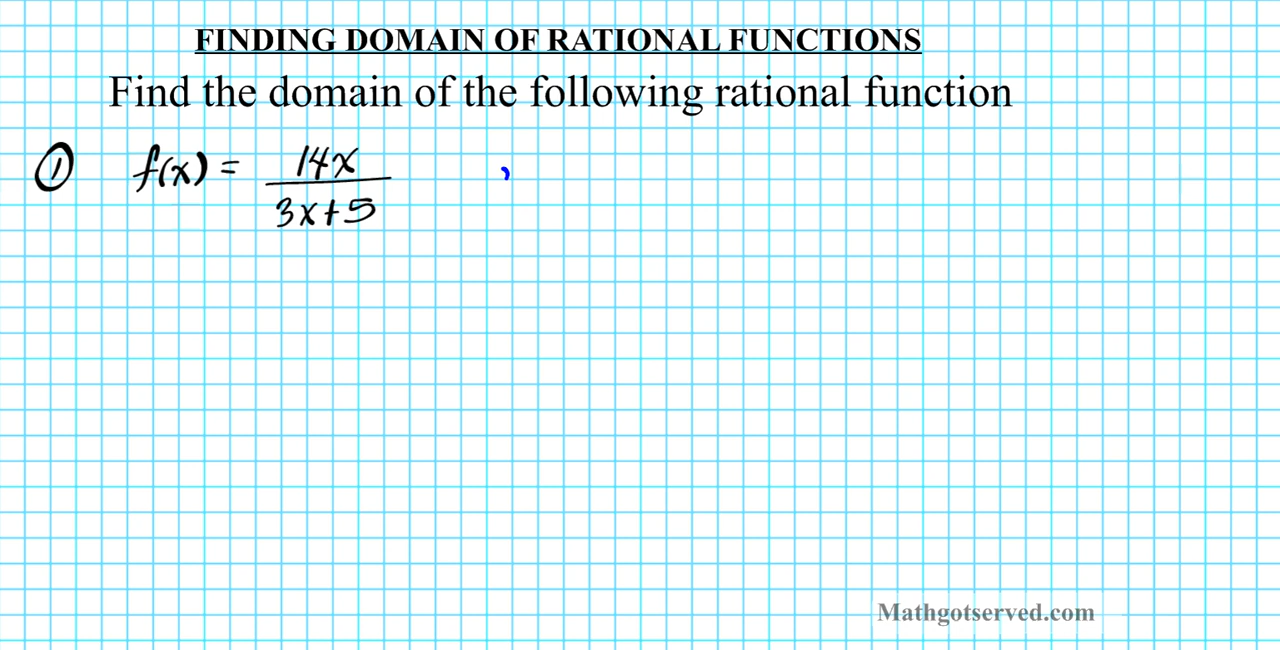 FINDING DOMAIN OF RATIONAL FUNCTIONS
Find the domain of the following rational function
① f(x) = 14x / 3x+5
Mathgotserved.com